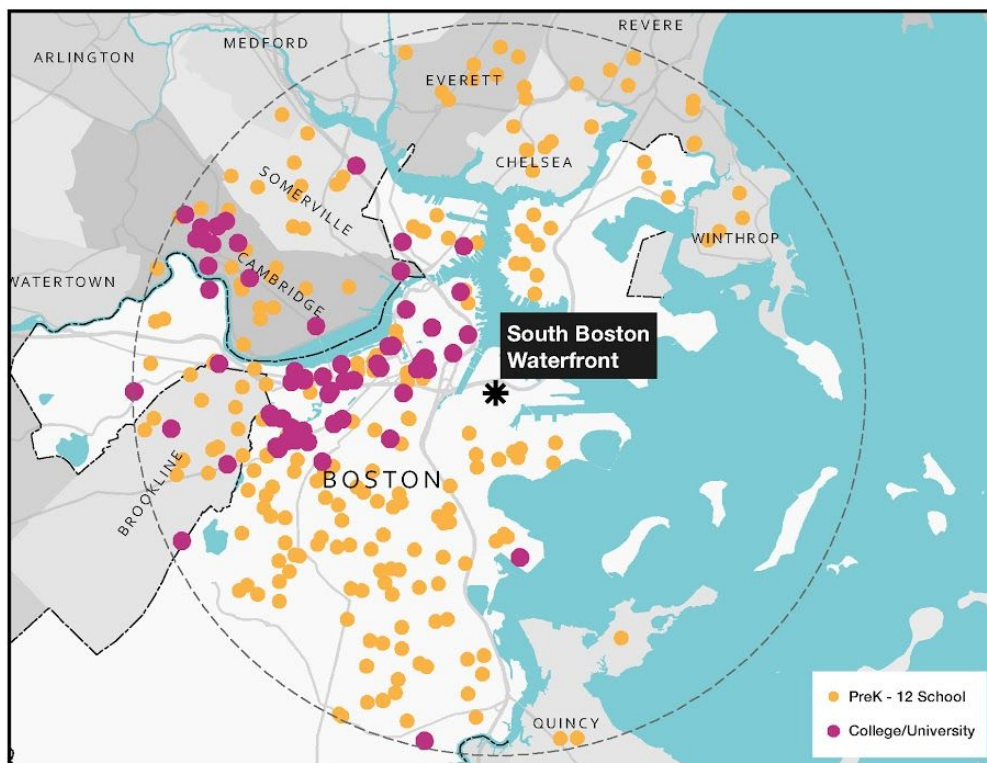 REVERE
MEDFORD
ARLINGTON
EVERETT
CHELSEA
SOMERVILLE
WINTHROP
CAMBRIDGE
WATERTOWN
South Boston
Waterfront
BOSTON
BROOKLINE
PreK - 12 School
QUINCY
College/University